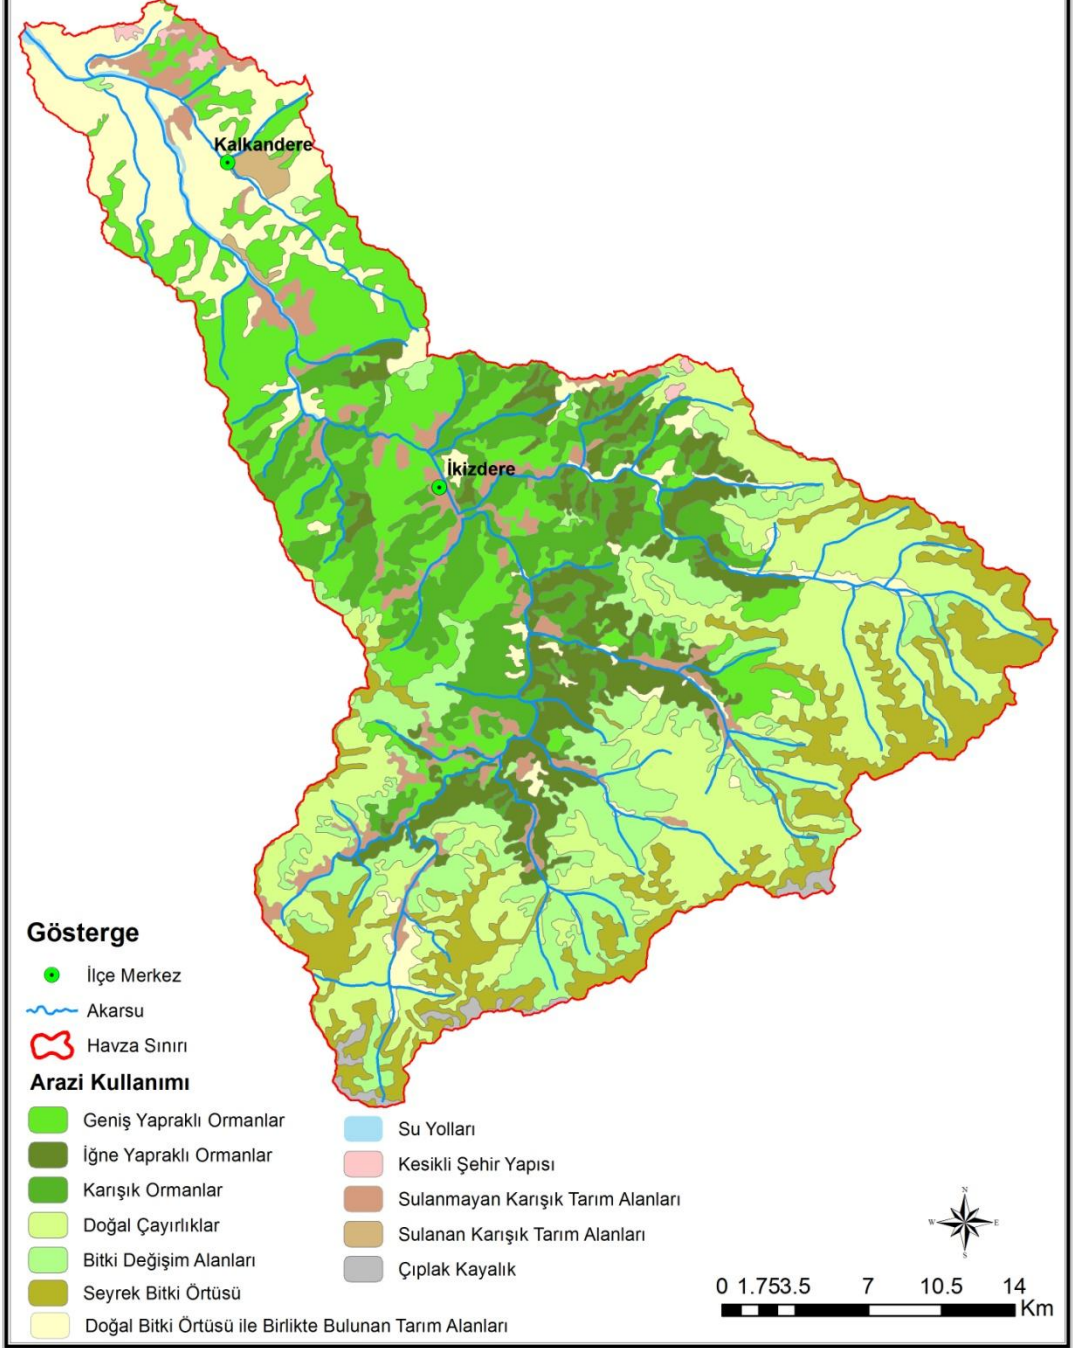 Kalkandere
İkizdere
Gösterge
İlçe Merkez
Akarsu
Havza Sınırı
Arazi Kullanımı
Geniş Yapraklı Ormanlar
İğne Yapraklı Ormanlar
Karışık Ormanlar
Doğal Çayırlıklar
Bitki Değişim Alanları
Seyrek Bitki Örtüsü
Doğal Bitki Örtüsü ile Birlikte Bulunan Tarım Alanları
Su Yolları
Kesikli Şehir Yapısı
Sulanmayan Karışık Tarım Alanları
Sulanan Karışık Tarım Alanları
Çıplak Kayalık
N
W E
S
0 1.75 3.5 7 10.5 14
Km